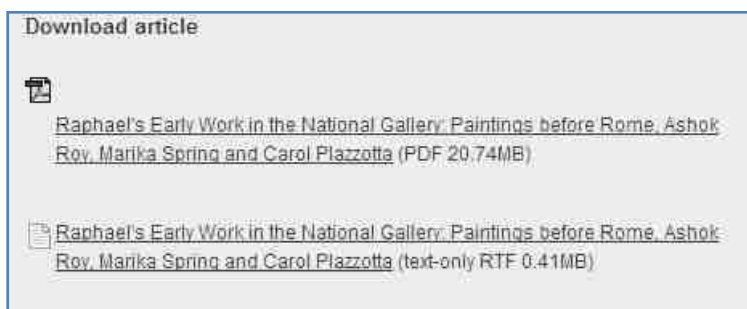 Download article
Raphael's Early Work in the National Gallery: Paintings before Rome, Ashok
Roy, Marika Spring and Carol Plazzotta (PDF 20.74MB)
Raphael's Early Work in the National Gallery: Paintings before Rome, Ashok
Roy, Marika Spring and Carol Plazzotta (text-only RTF 0.41MB)